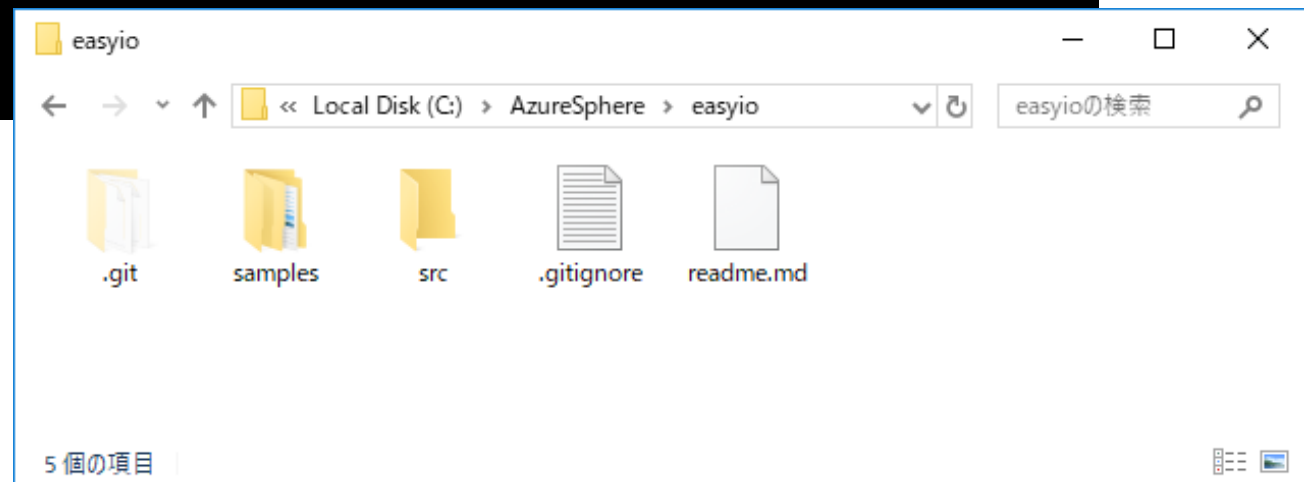 easyio
« Local Disk (C:) > AzureSphere > easyio
easyioの検索
.git samples src .gitignore readme.md
5 個の項目